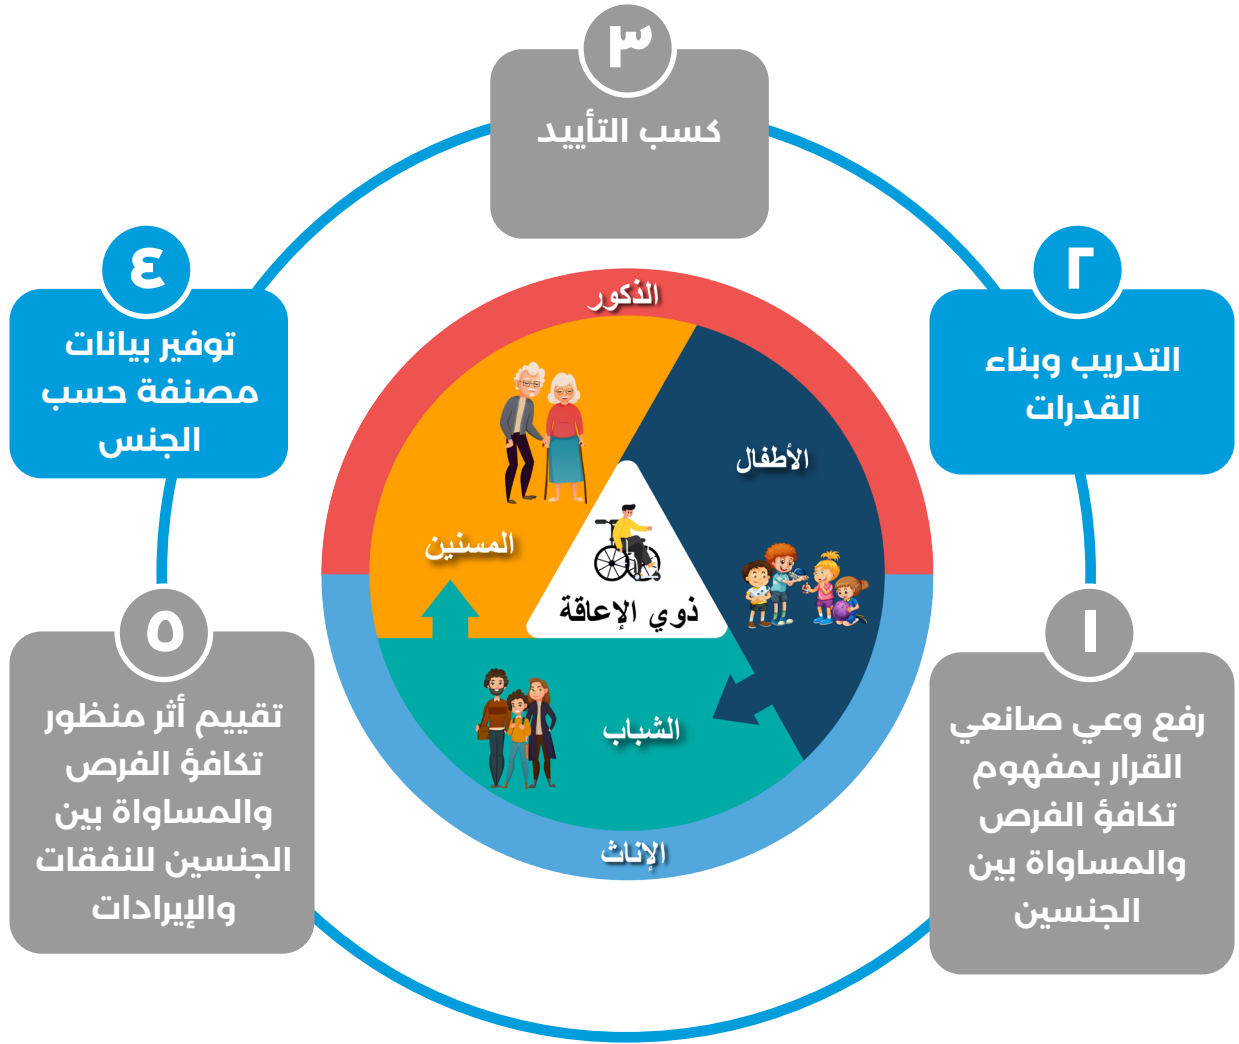 ٣
كسب التأييد
٢
التدريب وبناء
القدرات
٤
توفير بيانات
مصنفة حسب
الجنس
الذكور
الأطفال
المسنين
ذوي الإعاقة
الشباب
الإناث
١
رفع وعي صانعي
القرار بمفهوم
تكافؤ الفرص
والمساواة بين
الجنسين
٥
تقييم أثر منظور
تكافؤ الفرص
والمساواة بين
الجنسين للنفقات
والإيرادات